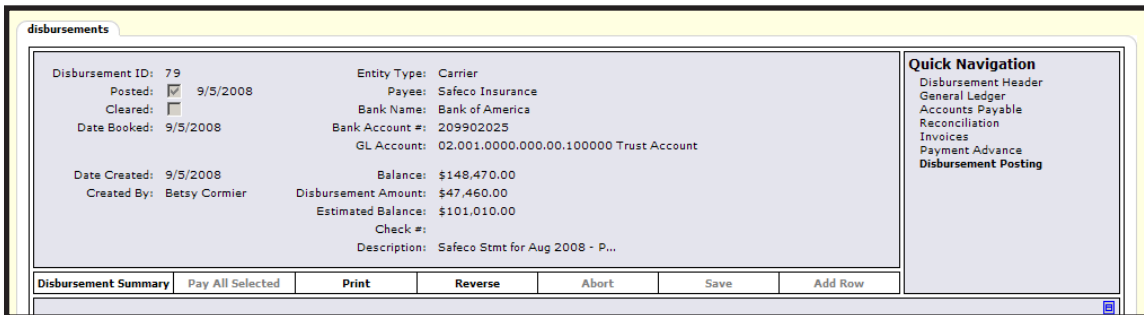 disbursements
Disbursement ID: 79
Posted: 9/5/2008
Cleared:
Date Booked: 9/5/2008
Date Created: 9/5/2008
Created By: Betsy Cormier
Entity Type: Carrier
Payee: Safeco Insurance
Bank Name: Bank of America
Bank Account #: 209902025
GL Account: 02.001.0000.000.00.100000 Trust Account
Balance: $148,470.00
Disbursement Amount: $47,460.00
Estimated Balance: $101,010.00
Check #:
Description: Safeco Stmt for Aug 2008 - P...
Quick Navigation
Disbursement Header
General Ledger
Accounts Payable
Reconciliation
Invoices
Payment Advance
Disbursement Posting
Disbursement Summary Pay All Selected Print Reverse Abort Save Add Row